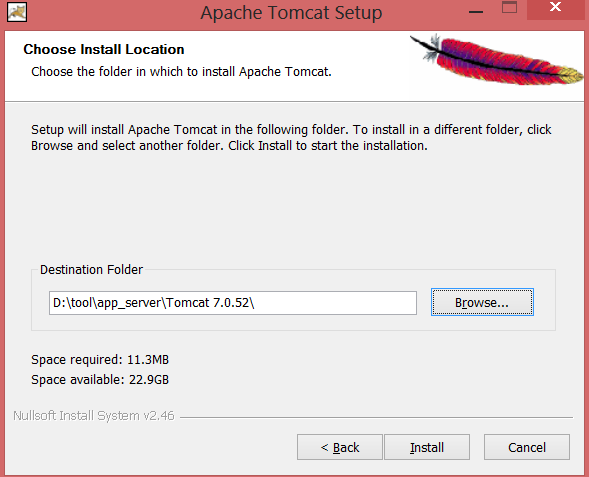 Apache Tomcat Setup
Choose Install Location
Choose the folder in which to install Apache Tomcat.
Setup will install Apache Tomcat in the following folder. To install in a different folder, click
Browse and select another folder. Click Install to start the installation.
Destination Folder
D:\tool\app_server\Tomcat 7.0.52\
Browse...
Space required: 11.3MB
Space available: 22.9GB
Nullsoft Install System v2.46
< Back
Install
Cancel